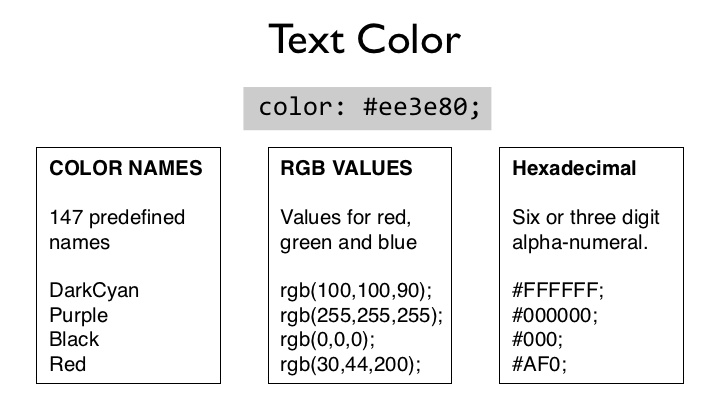 Text Color
color: #ee3e80;
COLOR NAMES
147 predefined
names
DarkCyan
Purple
Black
Red
RGB VALUES
Values for red,
green and blue
rgb(100,100,90);
rgb(255,255,255);
rgb(0,0,0);
rgb(30,44,200);
Hexadecimal
Six or three digit
alpha-numeral.
#FFFFFF;
#000000;
#000;
#AF0;